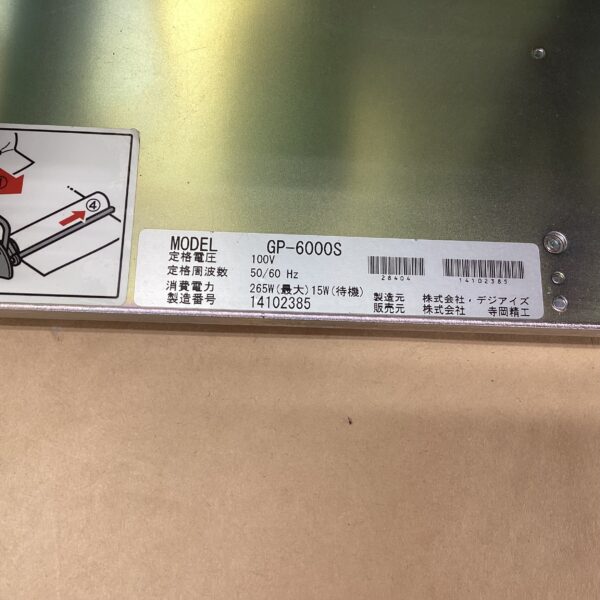 ④
MODEL GP-6000S
定格電圧 100V
定格周波数 50/60 Hz
消費電力 265W(最大)15W(待機)
製造番号 14102385
28404
14102385
製造元 株式会社・デジアイズ
販売元 株式会社 寺岡精工